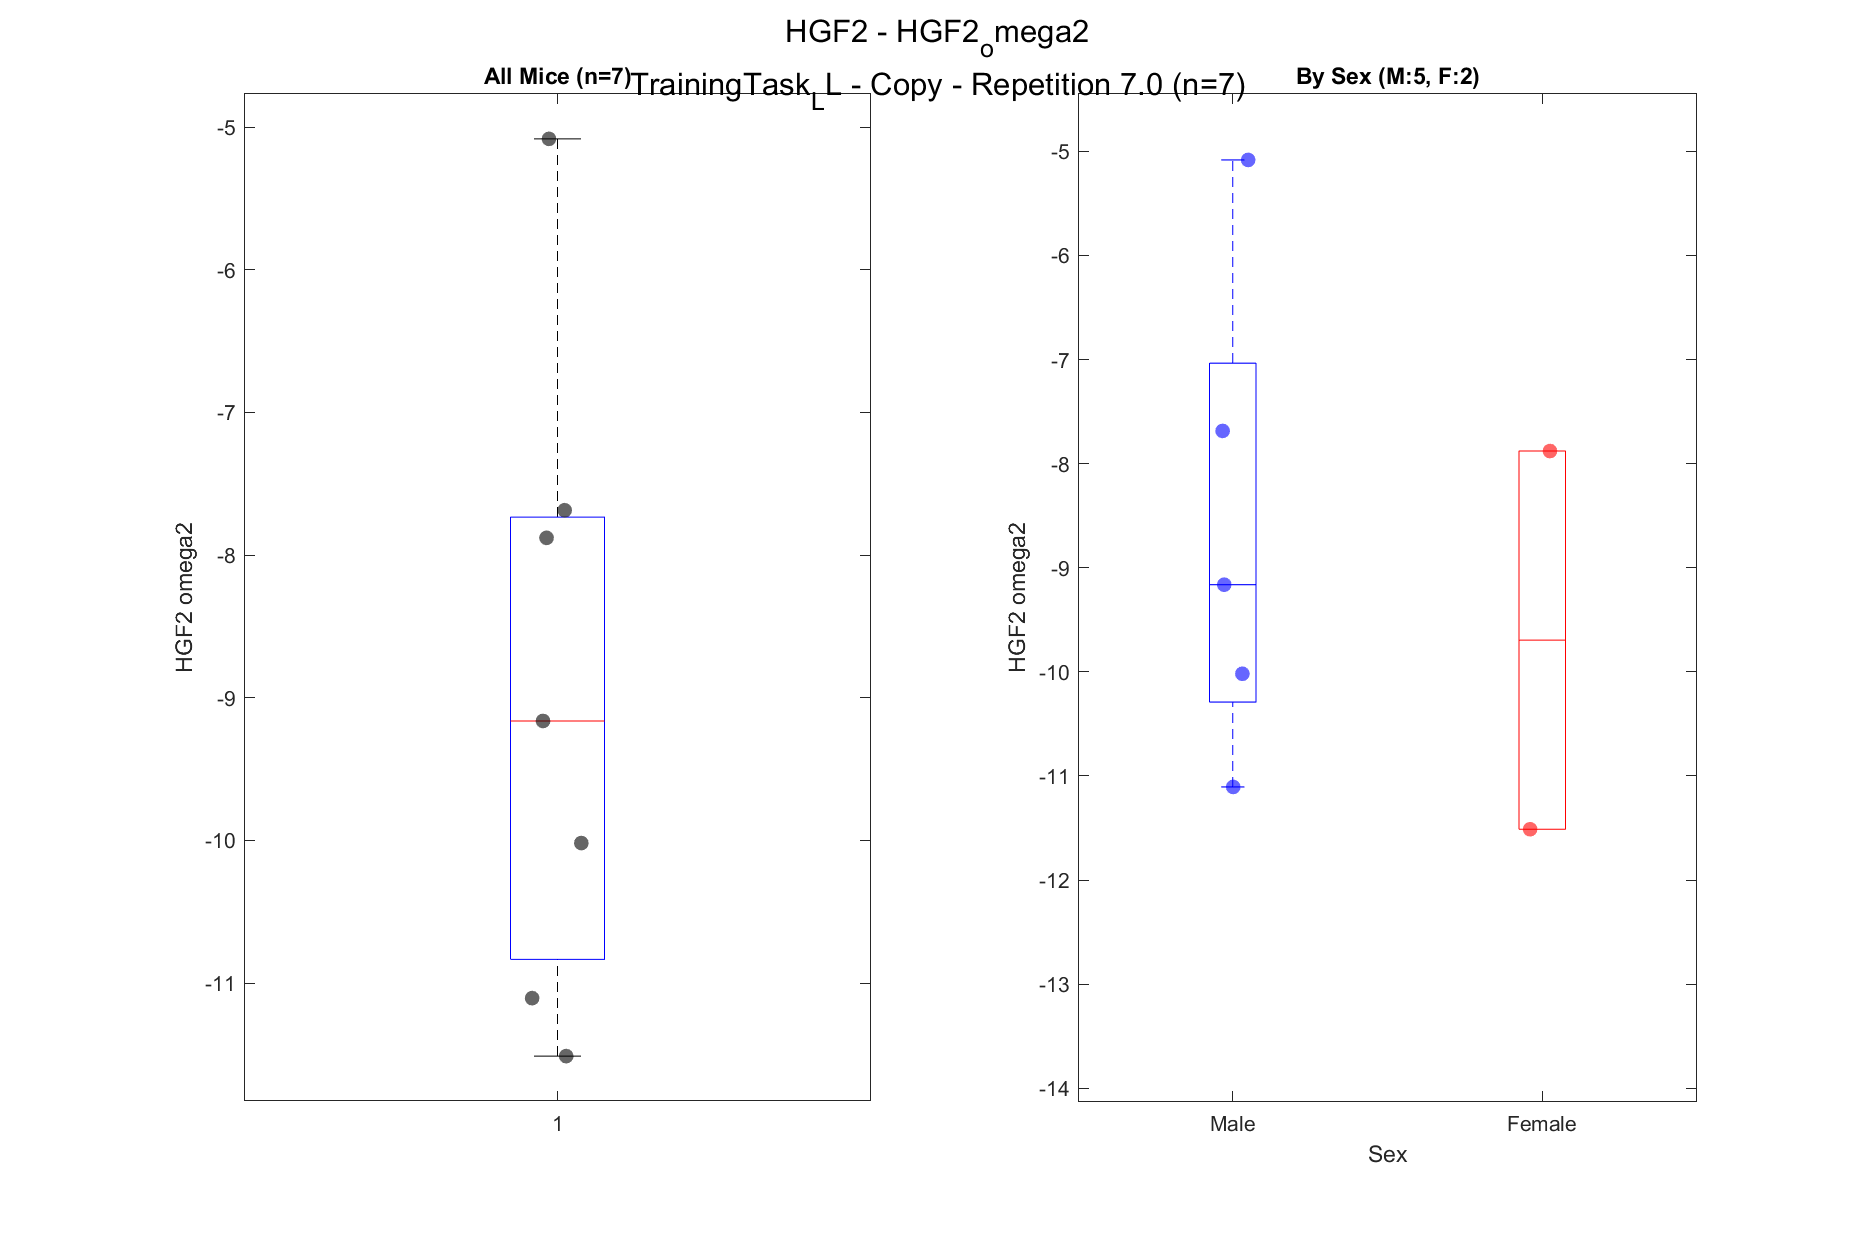 HGF2 - HGF2omega2
TrainingTaskLL - Copy - Repetition 7.0 (n=7)
All Mice (n=7)
HGF2 omega2
-5
-6
-7
-8
-9
-10
-11
1
By Sex (M:5, F:2)
HGF2 omega2
-5
-6
-7
-8
-9
-10
-11
-12
-13
-14
Male Female
Sex